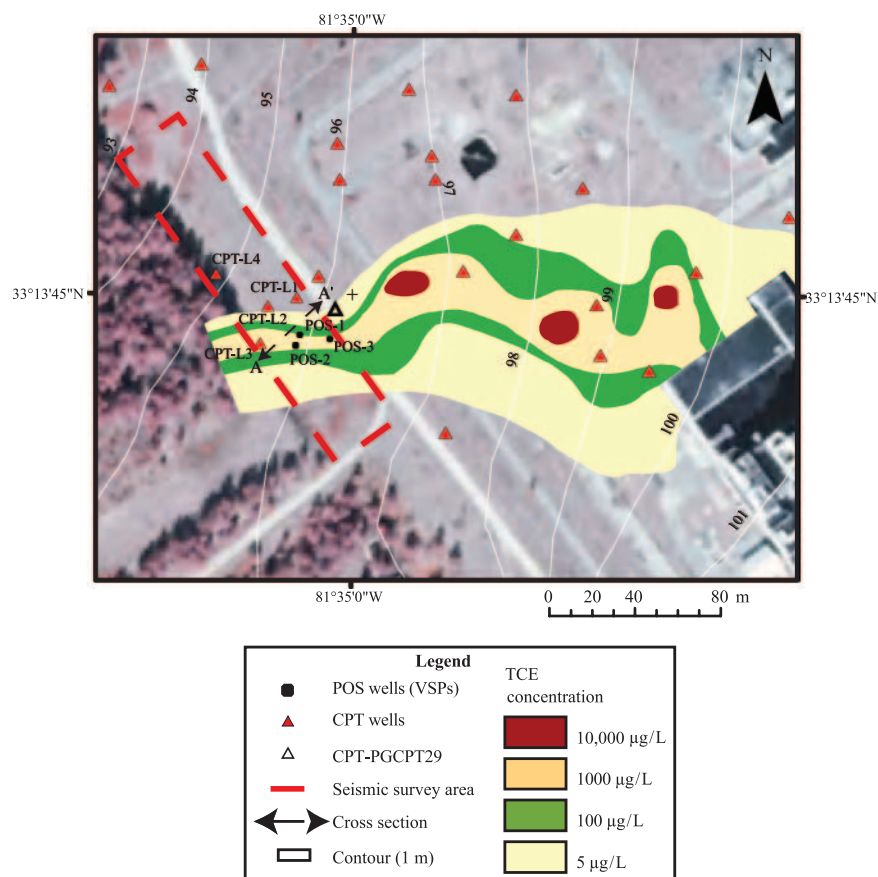 81°35'0"W
N
94
95
96
93
97
CPT-L4
33°13'45"N
CPT-L1
A'
99
33°13'45"N
CPT-L2
POS-1
CPT-L3
POS-2
POS-3
A
98
100
101
81°35'0"W
0 20 40 80 m
Legend
POS wells (VSPs)
CPT wells
CPT-PGCPT29
Seismic survey area
Cross section
Contour (1 m)
TCE
concentration
10,000 µg/L
1000 µg/L
100 µg/L
5 µg/L